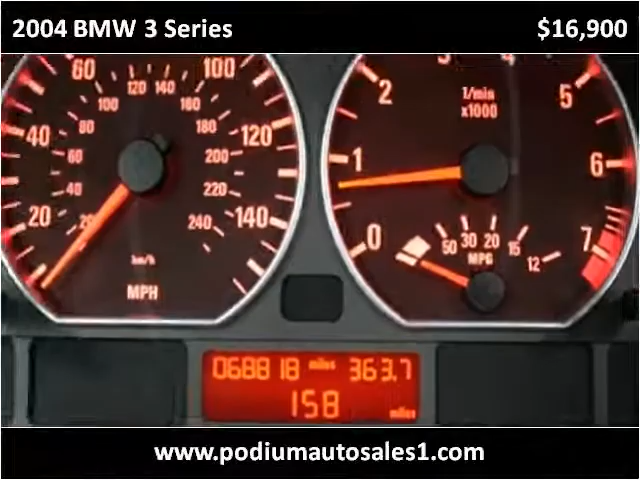 2004 BMW 3 Series $16,900
60 100
120 140
100 160
2 3 4 5
1/min
x1000
40 80 180 120
60 200
1 6
40 220
20 20 240 140
0 50 30 20 15 12 7
MPG
km/h
MPH
068818 miles 363.7
158 miles
www.podiumautosales1.com